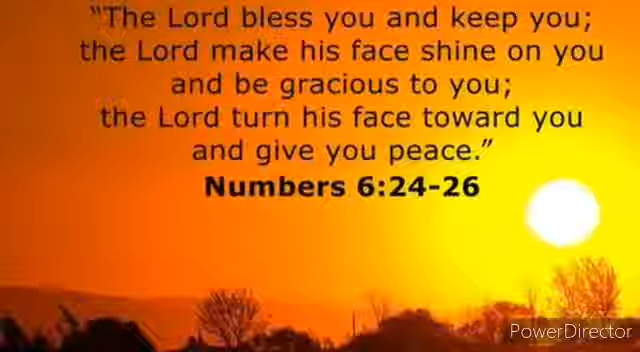 “The Lord bless you and keep you;
the Lord make his face shine on you
and be gracious to you;
the Lord turn his face toward you
and give you peace.”
Numbers 6:24-26
PowerDirector